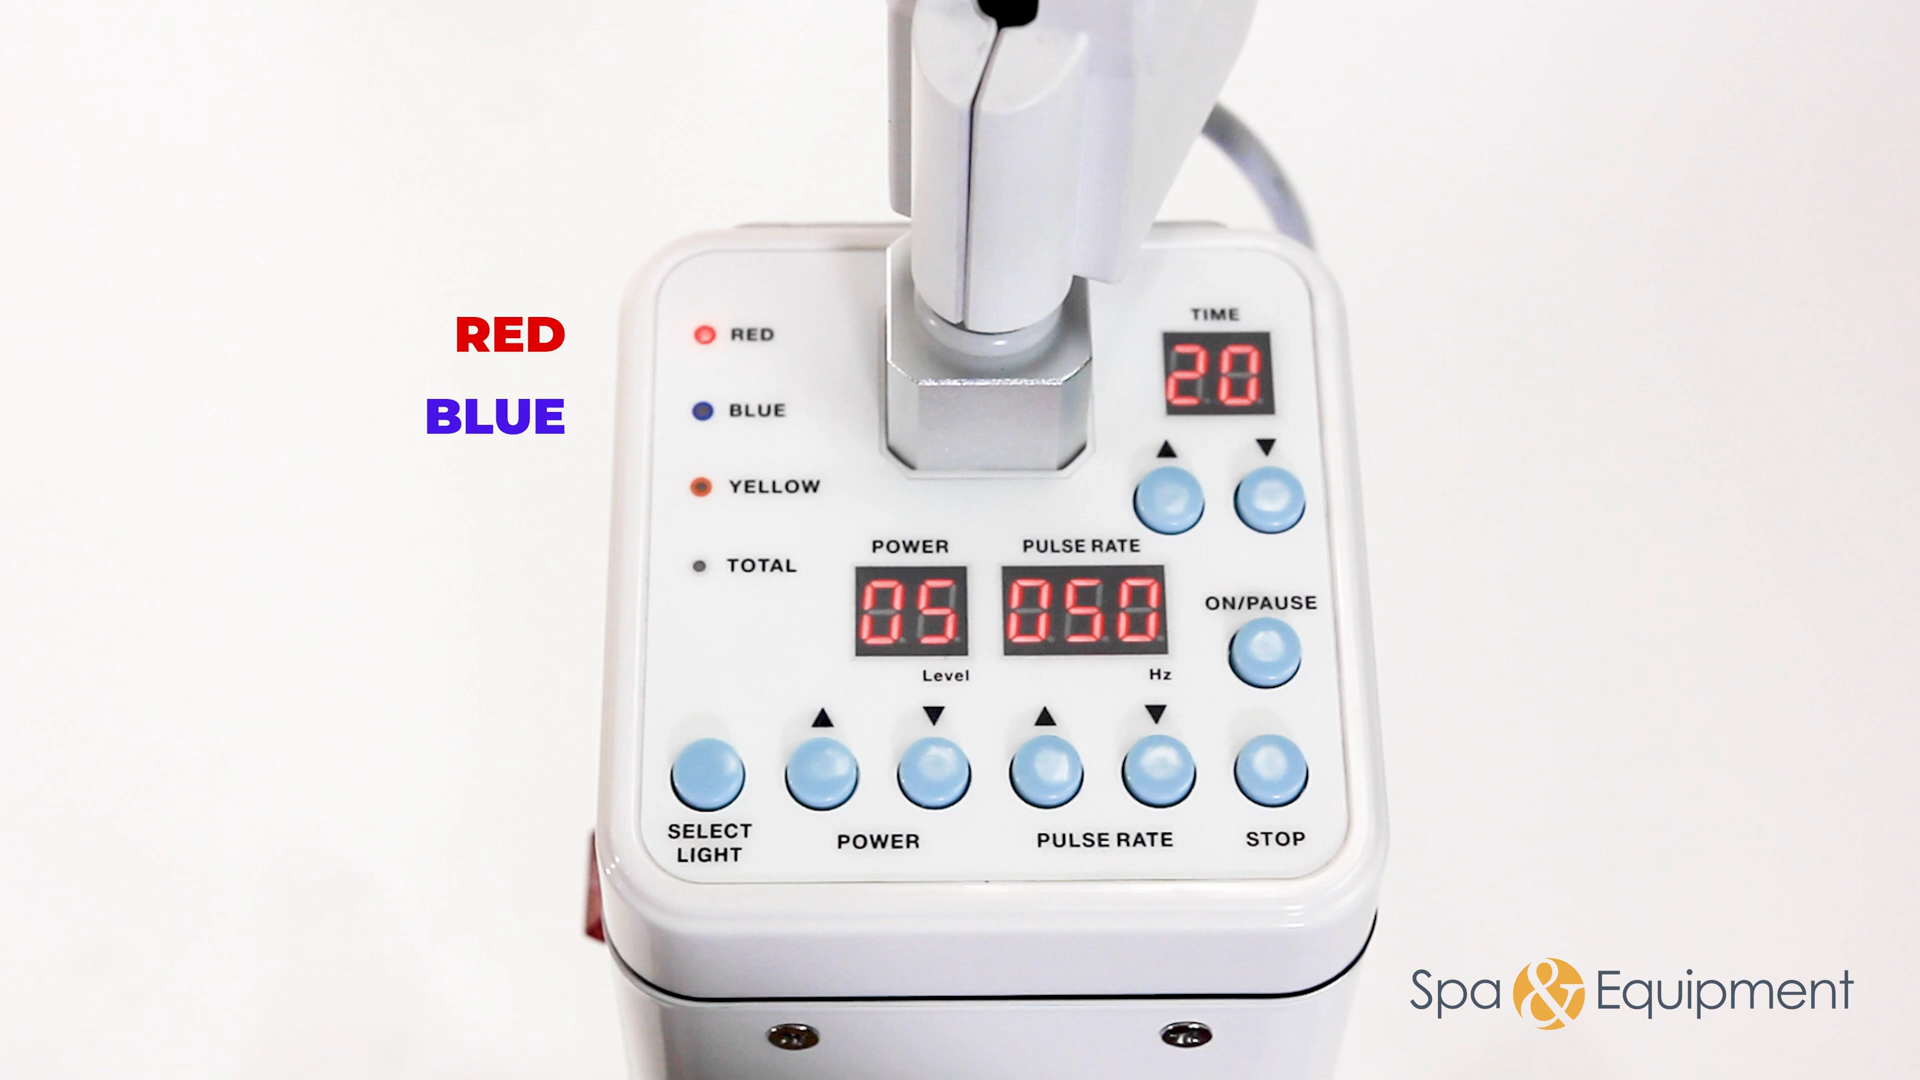 RED
BLUE
RED
BLUE
YELLOW
TOTAL
TIME
20
▲ ▼
POWER
05
Level
PULSE RATE
050
Hz
ON/PAUSE
▲ ▼ ▲ ▼
SELECT
LIGHT
POWER
PULSE RATE
STOP
Spa & Equipment